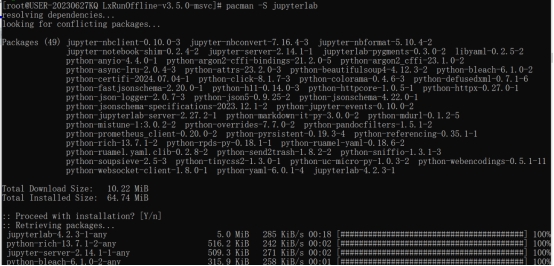 [root@USER-20230627KQ LxRunOffline-v3.5.0-msvc]# pacman -S jupyterlab
resolving dependencies...
looking for conflicting packages...
Packages (49) jupyter-nbclient-0.10.0-3 jupyter-nbconvert-7.16.4-3 jupyter-nbformat-5.10.4-2
jupyter-notebook-shim-0.2.4-2 jupyter-server-2.14.1-1 jupyterlab-pygments-0.3.0-2 libyaml-0.2.5-2
python-anyio-4.4.0-1 python-argon2-cffi-bindings-21.2.0-5 python-argon2_cffi-23.1.0-2
python-async-lru-2.0.4-3 python-attrs-23.2.0-3 python-beautifulsoup4-4.12.3-2 python-bleach-6.1.0-2
python-certifi-2024.07.04-1 python-click-8.1.7-3 python-colorama-0.4.6-3 python-defusedxml-0.7.1-6
python-fastjsonschema-2.20.0-1 python-h11-0.14.0-3 python-httpcore-1.0.5-1 python-httpx-0.27.0-1
python-json-logger-2.0.7-3 python-json5-0.9.25-2 python-jsonschema-4.22.0-1
python-jsonschema-specifications-2023.12.1-2 python-jupyter-events-0.10.0-2
python-jupyterlab-server-2.27.2-1 python-markdown-it-py-3.0.0-2 python-mdurl-0.1.2-5
python-mistune-1:3.0.2-2 python-overrides-7.7.0-2 python-pandocfilters-1.5.1-2
python-prometheus_client-0.20.0-2 python-pyrsistent-0.19.3-4 python-referencing-0.35.1-1
python-rich-13.7.1-2 python-rpds-py-0.18.1-1 python-ruamel-yaml-0.18.6-2
python-ruamel.yaml.clib-0.2.8-2 python-send2trash-1.8.2-2 python-sniffio-1.3.1-3
python-soupsieve-2.5-3 python-tinycss2-1.3.0-1 python-uc-micro-py-1.0.3-2 python-webencodings-0.5.1-11
python-websocket-client-1.8.0-1 python-yaml-6.0.1-4 jupyterlab-4.2.3-1
Total Download Size: 10.22 MiB
Total Installed Size: 64.74 MiB
:: Proceed with installation? [Y/n]
:: Retrieving packages...
jupyterlab-4.2.3-1-any 5.0 MiB 285 KiB/s 00:18 [########################################] 100%
python-rich-13.7.1-2-any 516.2 KiB 242 KiB/s 00:02 [########################################] 100%
jupyter-server-2.14.1-1-any 509.3 KiB 271 KiB/s 00:02 [########################################] 100%
python-bleach-6.1.0-2-any 315.9 KiB 258 KiB/s 00:01 [########################################] 100%